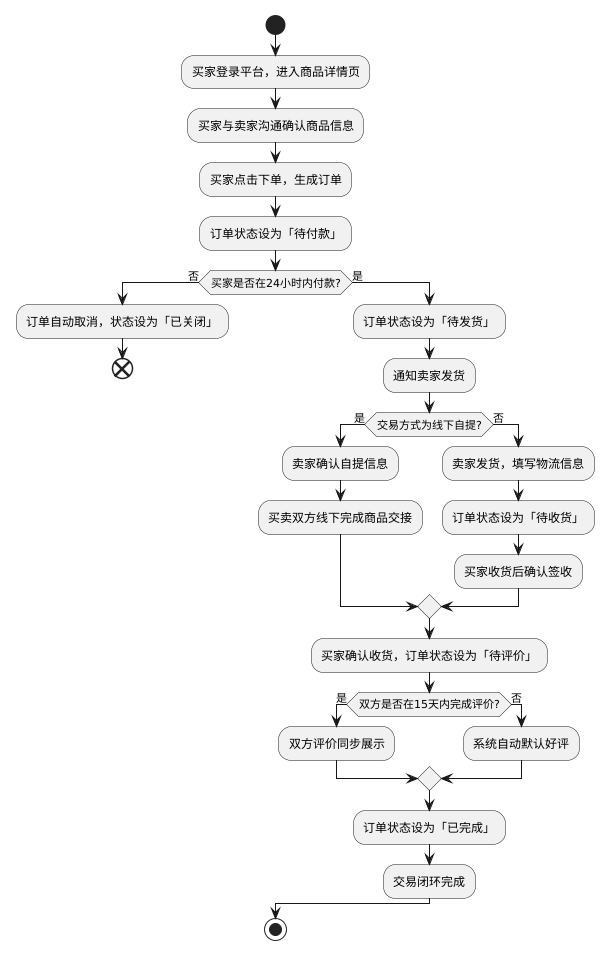 买家登录平台，进入商品详情页
买家与卖家沟通确认商品信息
买家点击下单，生成订单
订单状态设为「待付款」
否
买家是否在24小时内付款?
是
订单自动取消，状态设为「已关闭」
订单状态设为「待发货」
通知卖家发货
是
交易方式为线下自提?
否
卖家确认自提信息
卖家发货，填写物流信息
买卖双方线下完成商品交接
订单状态设为「待收货」
买家收货后确认签收
买家确认收货，订单状态设为「待评价」
是
双方是否在15天内完成评价?
否
双方评价同步展示
系统自动默认好评
订单状态设为「已完成」
交易闭环完成